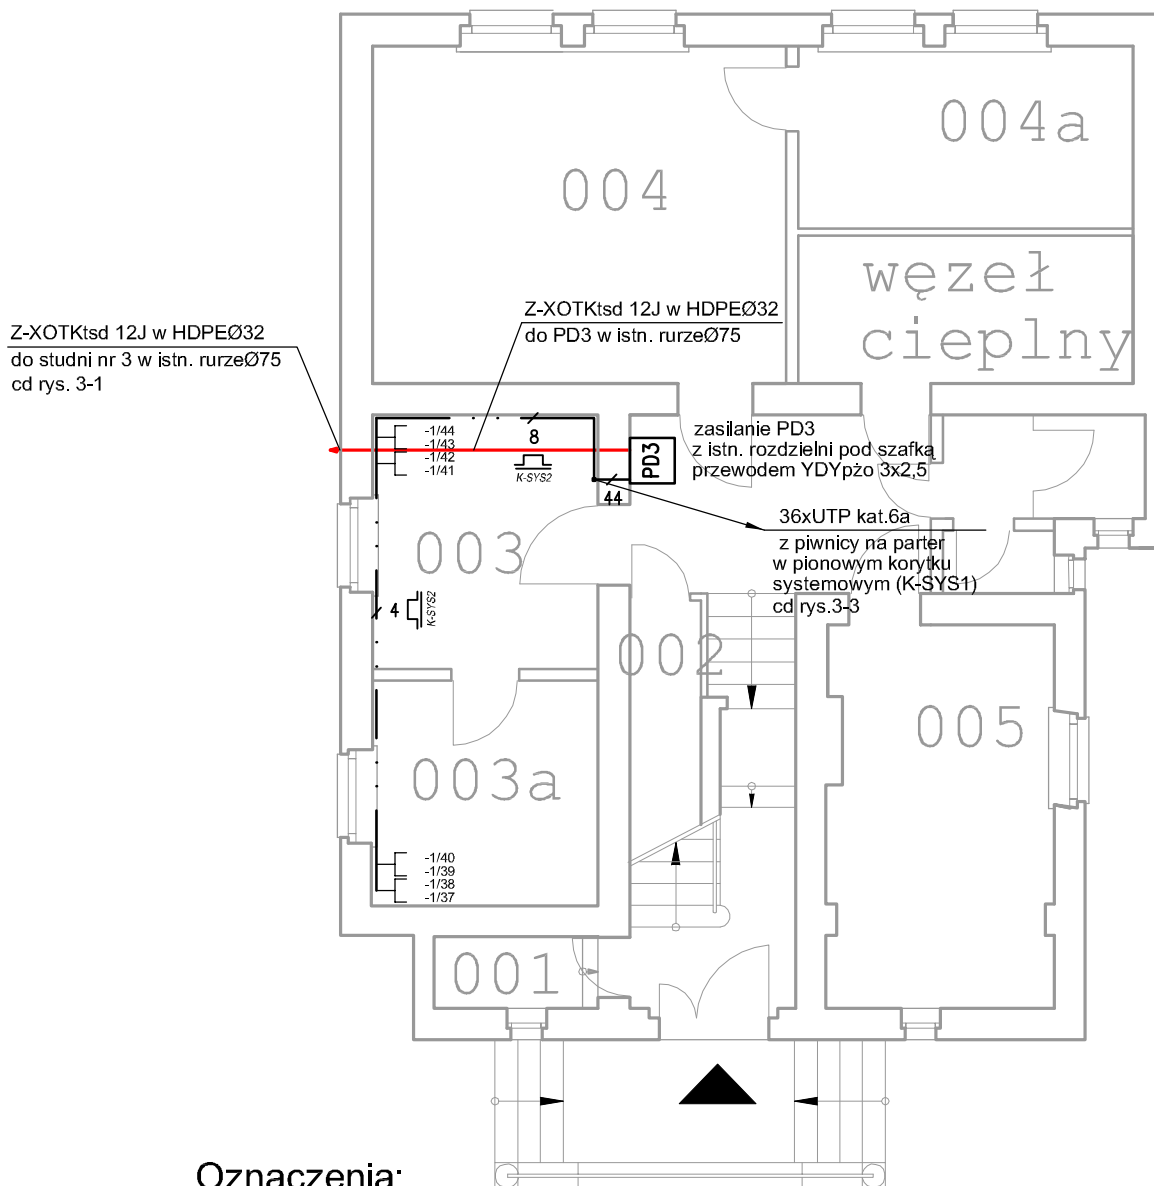 004a
004
węzeł
cieplny
Z-XOTKtsd 12J w HDPEØ32
do PD3 w istn. rurzeØ75
Z-XOTKtsd 12J w HDPEØ32
do studni nr 3 w istn. rurzeØ75
cd rys. 3-1
-1/44
-1/43
-1/42
-1/41
8
K-SYS2
PD3
44
zasilanie PD3
z istn. rozdzielni pod szafką
przewodem YDYpżo 3x2,5
36xUTP kat.6a
z piwnicy na parter
w pionowym korytku
systemowym (K-SYS1)
cd rys.3-3
003
4
K-SYS2
002
005
003a
-1/40
-1/39
-1/38
-1/37
001
Oznaczenia: